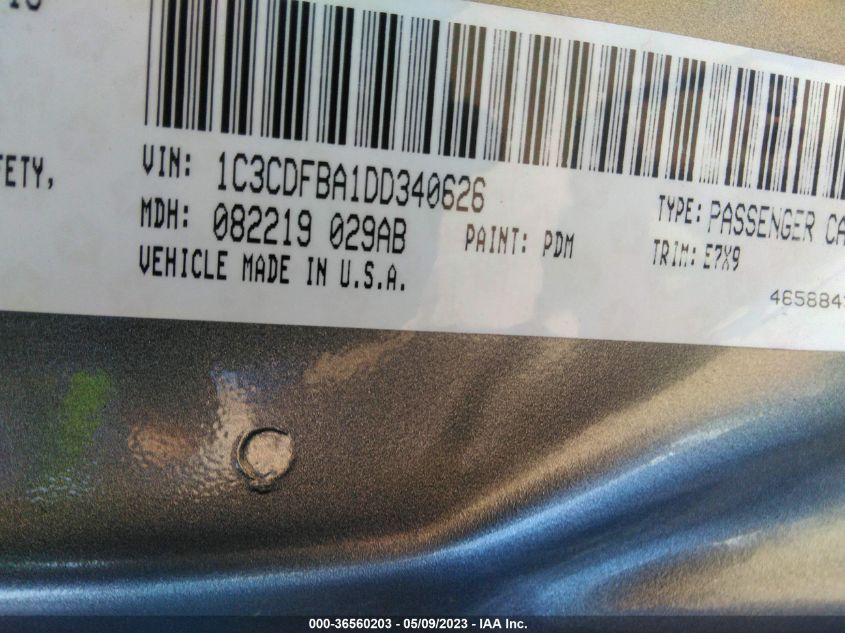 FETY,
VIN: 1C3CDFBA1DD340626
TYPE: PASSENGER CA
MDH: 082219 029AB
PAINT: PDM
TRIM: E7X9
VEHICLE MADE IN U.S.A.
465884
000-36560203 - 05/09/2023 - IAA Inc.